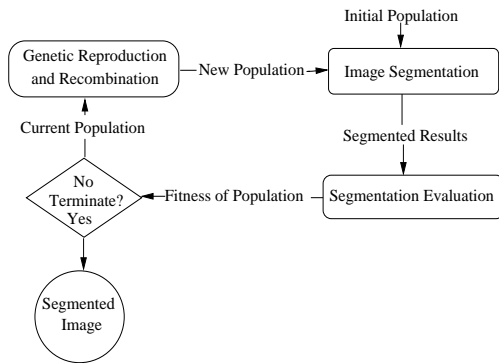 Initial Population
Genetic Reproduction
and Recombination
New Population
Image Segmentation
Current Population
Segmented Results
No
Terminate?
Yes
Fitness of Population
Segmentation Evaluation
Segmented
Image